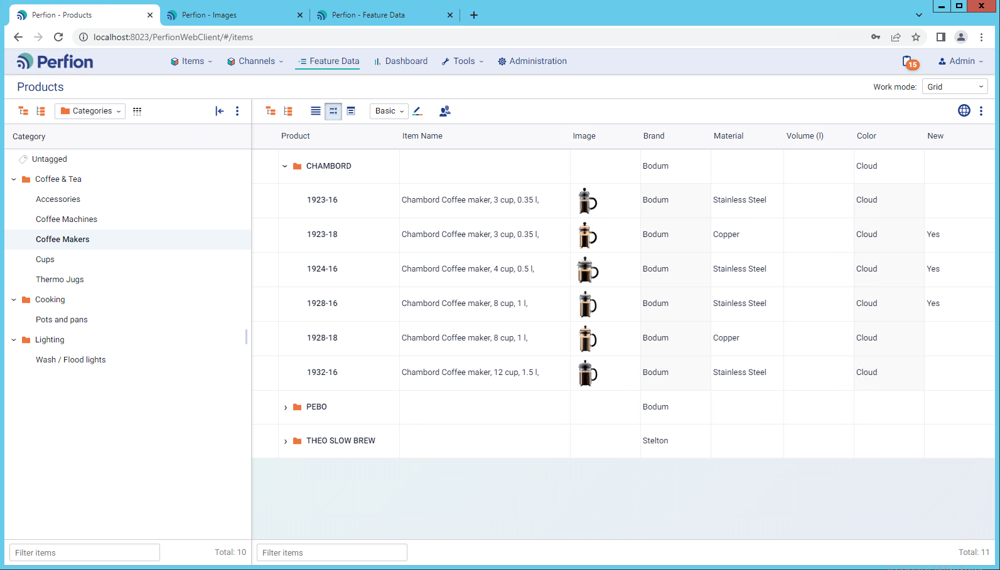 Perfion - Products
Perfion - Images
Perfion - Feature Data
localhost:8023/PerfionWebClient/#/items
Perfion
Items
Channels
Feature Data
Dashboard
Tools
Administration
15
Admin
Products
Work mode:
Grid
Categories
Basic
Category
Product Item Name Image Brand Material Volume (l) Color New
Untagged
Coffee & Tea
Accessories
Coffee Machines
Coffee Makers
Cups
Thermo Jugs
Cooking
Pots and pans
Lighting
Wash / Flood lights
CHAMBORD Bodum Cloud
1923-16 Chambord Coffee maker, 3 cup, 0.35 l, Bodum Stainless Steel Cloud
1923-18 Chambord Coffee maker, 3 cup, 0.35 l, Bodum Copper Cloud Yes
1924-16 Chambord Coffee maker, 4 cup, 0.5 l, Bodum Stainless Steel Cloud Yes
1928-16 Chambord Coffee maker, 8 cup, 1 l, Bodum Stainless Steel Cloud Yes
1928-18 Chambord Coffee maker, 8 cup, 1 l, Bodum Copper Cloud
1932-16 Chambord Coffee maker, 12 cup, 1.5 l, Bodum Stainless Steel Cloud
PEBO Bodum
THEO SLOW BREW Stelton
Filter items
Total: 10
Filter items
Total: 11